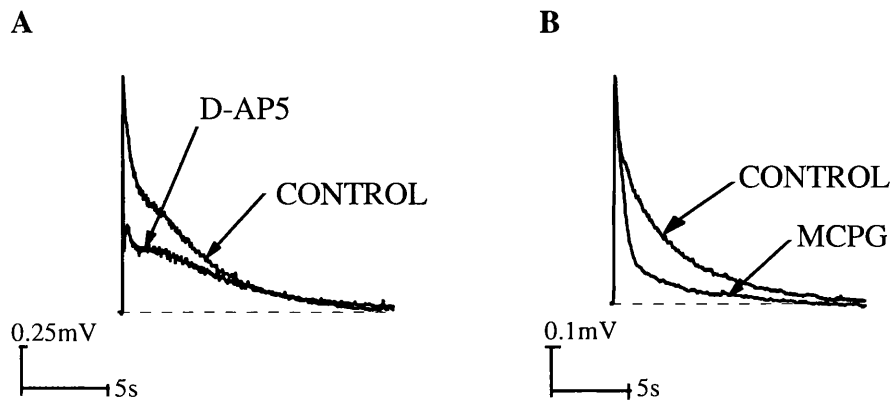 A
D-AP5
CONTROL
0.25mV
5s
B
CONTROL
MCPG
0.1mV
5s